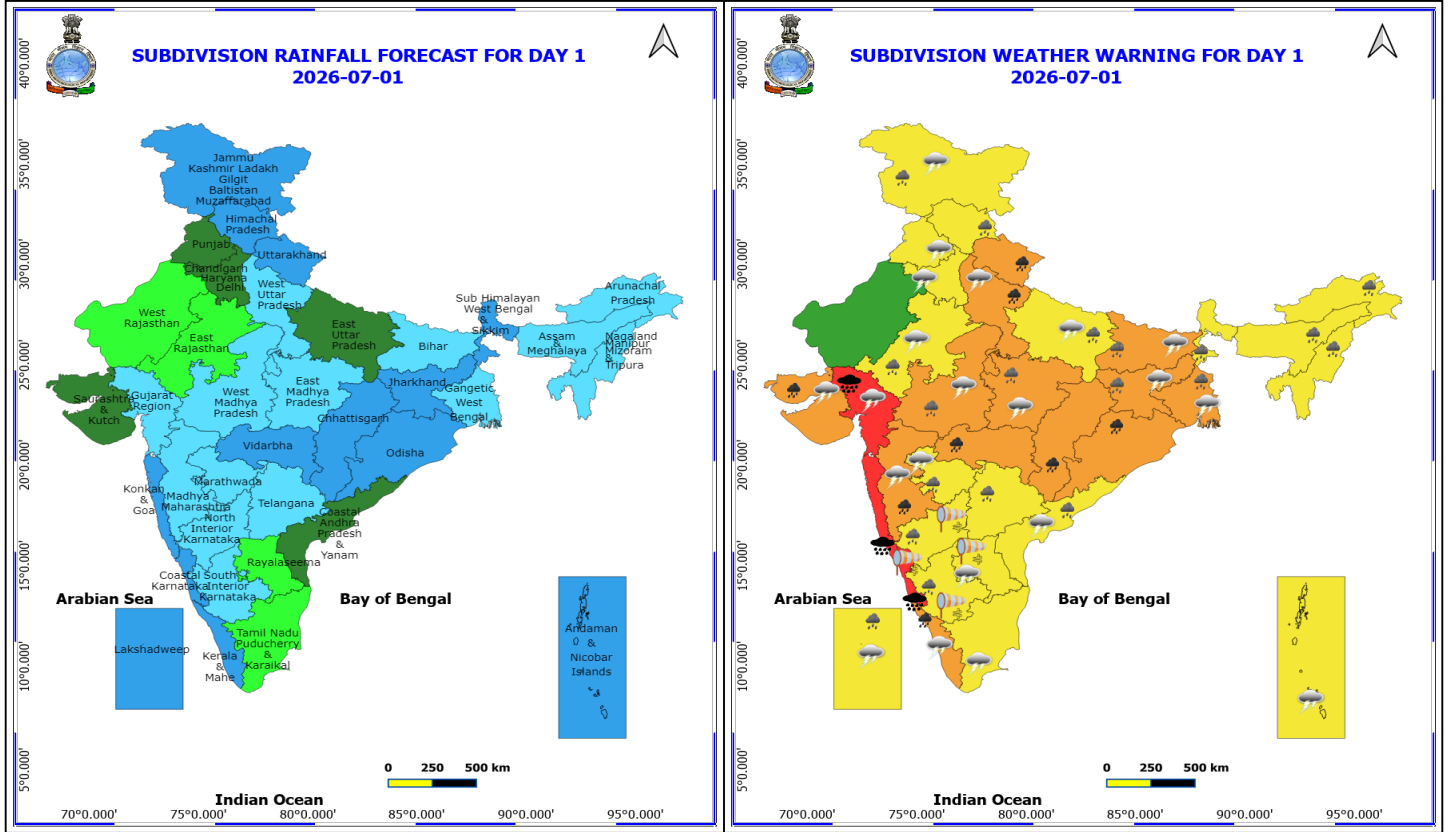 SUBDIVISION RAINFALL FORECAST FOR DAY 1
2026-07-01
40°0.000'
35°0.000'
30°0.000'
25°0.000'
20°0.000'
15°0.000'
10°0.000'
5°0.000'
Jammu
Kashmir Ladakh
Gilgit
Baltistan
Muzaffarabad
Himachal
Pradesh
Punjab
Uttarakhand
Chandigarh
Haryana
Delhi
West
Uttar
Pradesh
West
Rajasthan
East
Rajasthan
East
Uttar
Pradesh
Sub Himalayan
West Bengal
&
Sikkim
Arunachal
Pradesh
Assam
&
Meghalaya
Nagaland
Manipur
Mizoram
&
Tripura
Bihar
Jharkhand
Gangetic
West
Bengal
Saurashtra
&
Kutch
Gujarat
Region
West
Madhya
Pradesh
East
Madhya
Pradesh
Chhattisgarh
Vidarbha
Odisha
Konkan
&
Goa
Madhya
Maharashtra
Marathwada
Telangana
North
Interior
Karnataka
Coastal
Andhra
Pradesh
&
Yanam
Rayalaseema
Coastal
Karnataka
South
Interior
Karnataka
Arabian Sea
Bay of Bengal
Lakshadweep
Kerala
&
Mahe
Tamil Nadu
Puducherry
&
Karaikal
Andaman
&
Nicobar
Islands
0 250 500 km
Indian Ocean
70°0.000' 75°0.000' 80°0.000' 85°0.000' 90°0.000' 95°0.000'
SUBDIVISION WEATHER WARNING FOR DAY 1
2026-07-01
40°0.000'
35°0.000'
30°0.000'
25°0.000'
20°0.000'
15°0.000'
10°0.000'
5°0.000'
Arabian Sea
Bay of Bengal
0 250 500 km
Indian Ocean
70°0.000' 75°0.000' 80°0.000' 85°0.000' 90°0.000' 95°0.000'